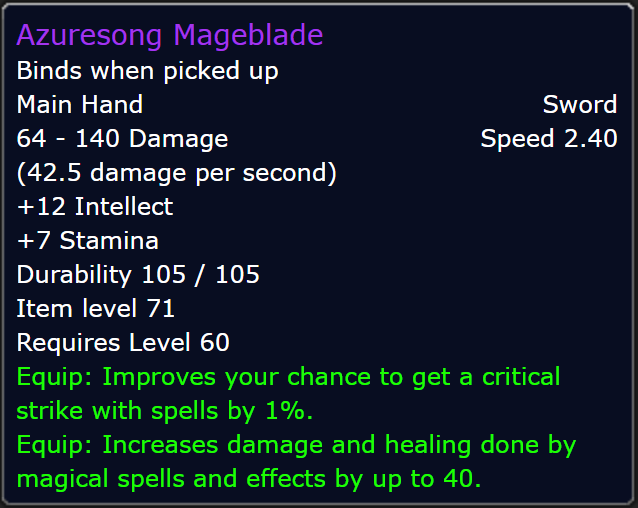 Azuresong Mageblade
Binds when picked up
Main Hand Sword
64 - 140 Damage Speed 2.40
(42.5 damage per second)
+12 Intellect
+7 Stamina
Durability 105 / 105
Item level 71
Requires Level 60
Equip: Improves your chance to get a critical
strike with spells by 1%.
Equip: Increases damage and healing done by
magical spells and effects by up to 40.